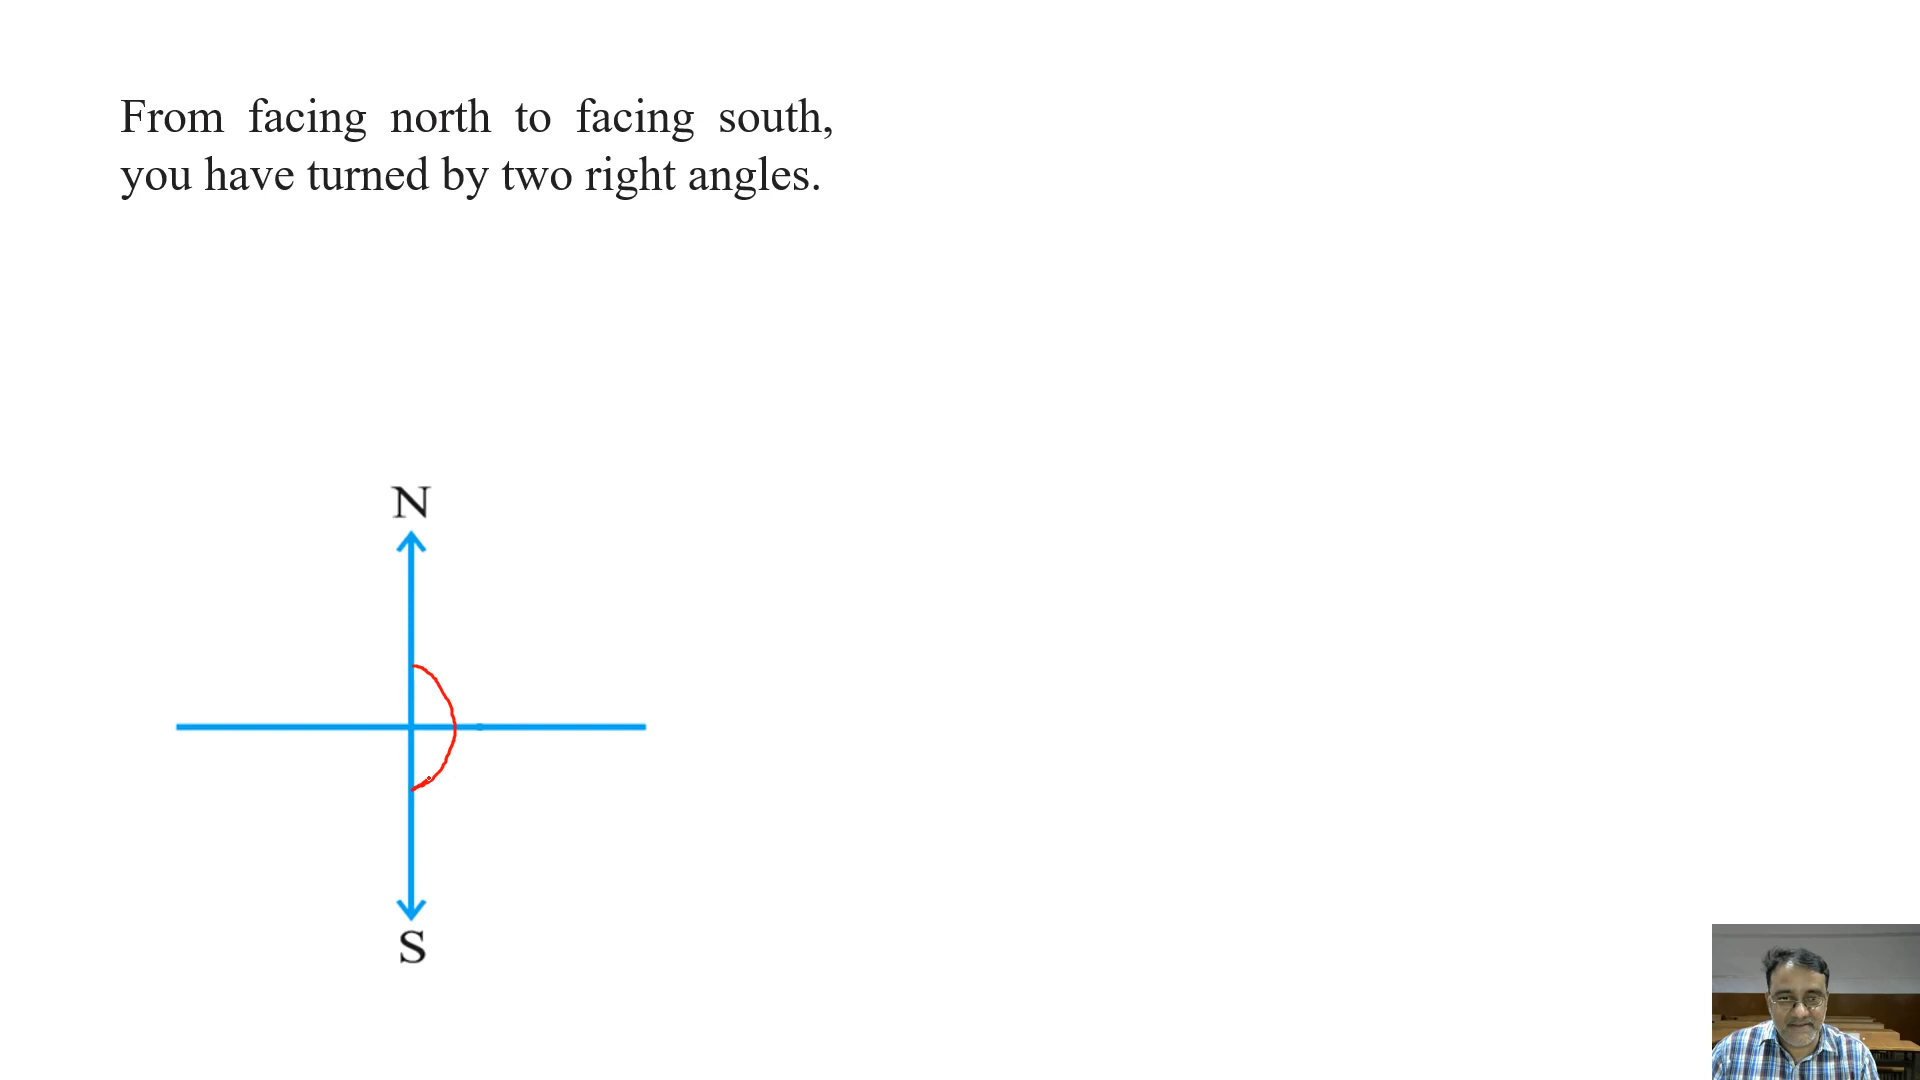 From facing north to facing south,
you have turned by two right angles.
N
S